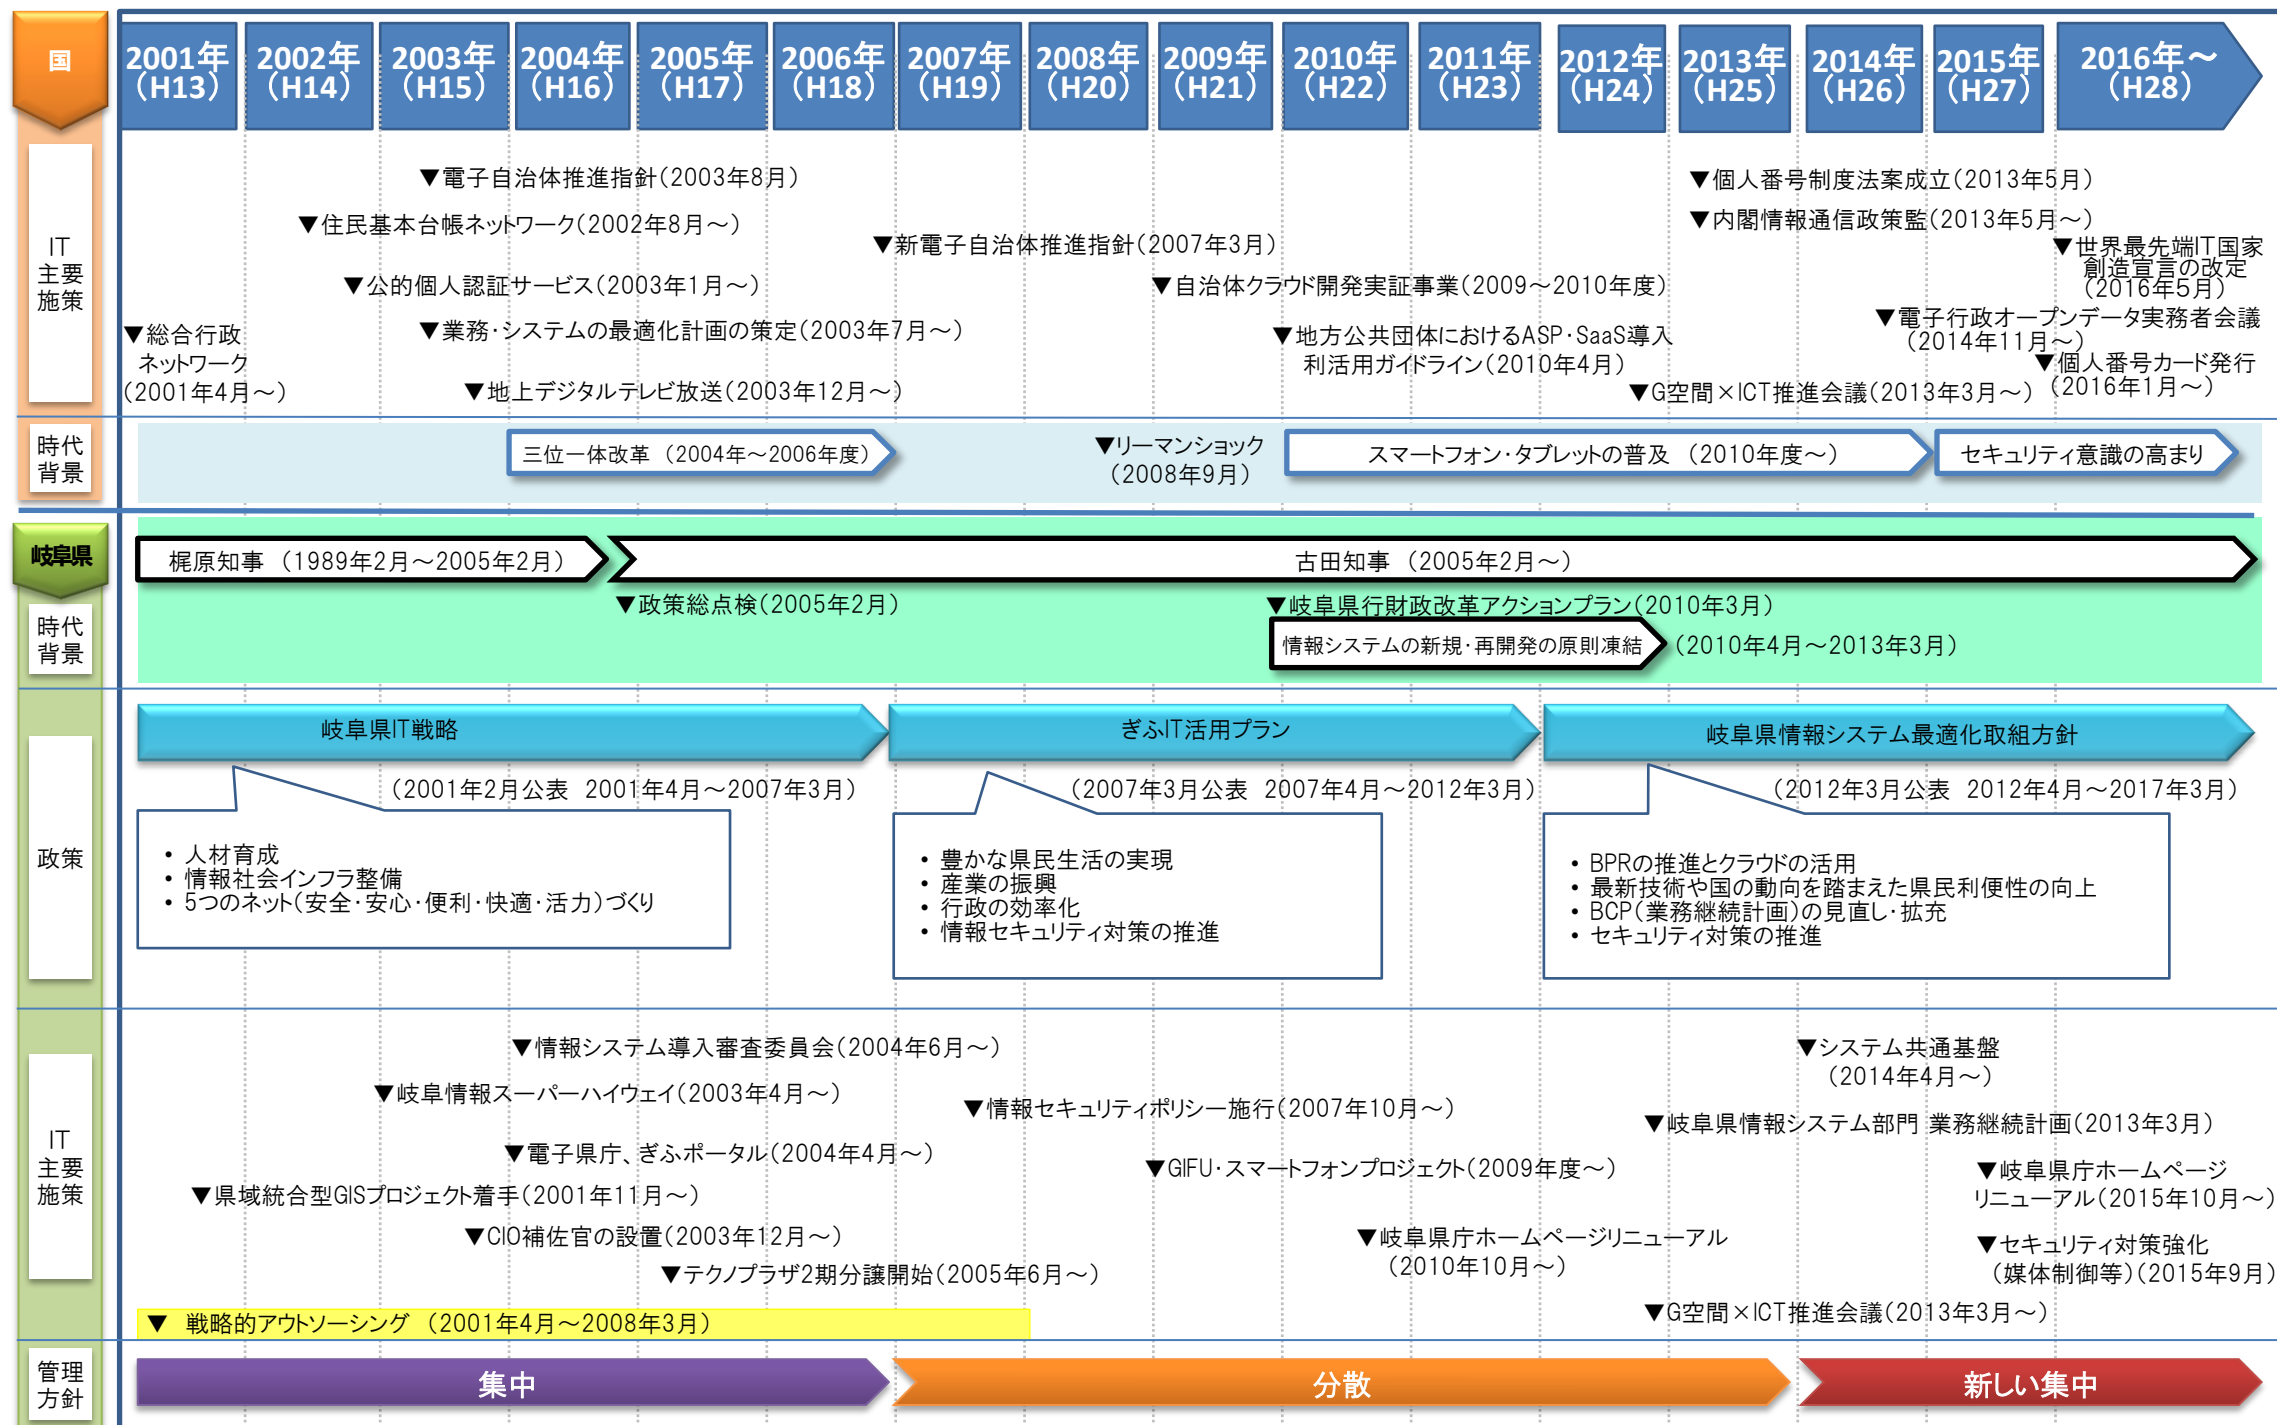 国
2001年
（H13）
2002年
（H14）
2003年
（H15）
2004年
（H16）
2005年
（H17）
2006年
（H18）
2007年
（H19）
2008年
（H20）
2009年
（H21）
2010年
（H22）
2011年
（H23）
2012年
（H24）
2013年
（H25）
2014年
（H26）
2015年
（H27）
2016年～
（H28）
IT
主要
施策
▼電子自治体推進指針(2003年8月)
▼個人番号制度法案成立(2013年5月)
▼住民基本台帳ネットワーク(2002年8月～)
▼内閣情報通信政策監(2013年5月～)
▼新電子自治体推進指針(2007年3月)
▼世界最先端IT国家
創造宣言の改定
(2016年5月)
▼公的個人認証サービス(2003年1月～)
▼自治体クラウド開発実証事業(2009～2010年度)
▼総合行政
ネットワーク
(2001年4月～)
▼業務・システムの最適化計画の策定(2003年7月～)
▼地方公共団体におけるASP・SaaS導入
利活用ガイドライン(2010年4月)
▼電子行政オープンデータ実務者会議
(2014年11月～)
▼個人番号カード発行
(2016年1月～)
▼地上デジタルテレビ放送(2003年12月～)
▼G空間×ICT推進会議(2013年3月～)
時代
背景
三位一体改革 （2004年～2006年度）
▼リーマンショック
(2008年9月)
スマートフォン・タブレットの普及 （2010年度～）
セキュリティ意識の高まり
岐阜県
時代
背景
梶原知事 （1989年2月～2005年2月）
古田知事 （2005年2月～）
▼政策総点検(2005年2月)
▼岐阜県行財政改革アクションプラン(2010年3月)
情報システムの新規・再開発の原則凍結
（2010年4月～2013年3月）
政策
岐阜県IT戦略
ぎふIT活用プラン
岐阜県情報システム最適化取組方針
（2001年2月公表 2001年4月～2007年3月）
（2007年3月公表 2007年4月～2012年3月）
（2012年3月公表 2012年4月～2017年3月）
• 人材育成
• 情報社会インフラ整備
• 5つのネット(安全・安心・便利・快適・活力)づくり
• 豊かな県民生活の実現
• 産業の振興
• 行政の効率化
• 情報セキュリティ対策の推進
• BPRの推進とクラウドの活用
• 最新技術や国の動向を踏まえた県民利便性の向上
• BCP(業務継続計画)の見直し・拡充
• セキュリティ対策の推進
IT
主要
施策
▼情報システム導入審査委員会(2004年6月～)
▼システム共通基盤
(2014年4月～)
▼岐阜情報スーパーハイウェイ(2003年4月～)
▼情報セキュリティポリシー施行(2007年10月～)
▼岐阜県情報システム部門 業務継続計画(2013年3月)
▼電子県庁、ぎふポータル(2004年4月～)
▼GIFU・スマートフォンプロジェクト(2009年度～)
▼岐阜県庁ホームページ
リニューアル(2015年10月～)
▼県域統合型GISプロジェクト着手(2001年11月～)
▼CIO補佐官の設置(2003年12月～)
▼岐阜県庁ホームページリニューアル
(2010年10月～)
▼セキュリティ対策強化
(媒体制御等)(2015年9月)
▼テクノプラザ2期分譲開始(2005年6月～)
▼G空間×ICT推進会議(2013年3月～)
▼ 戦略的アウトソーシング （2001年4月～2008年3月）
管理
方針
集中
分散
新しい集中